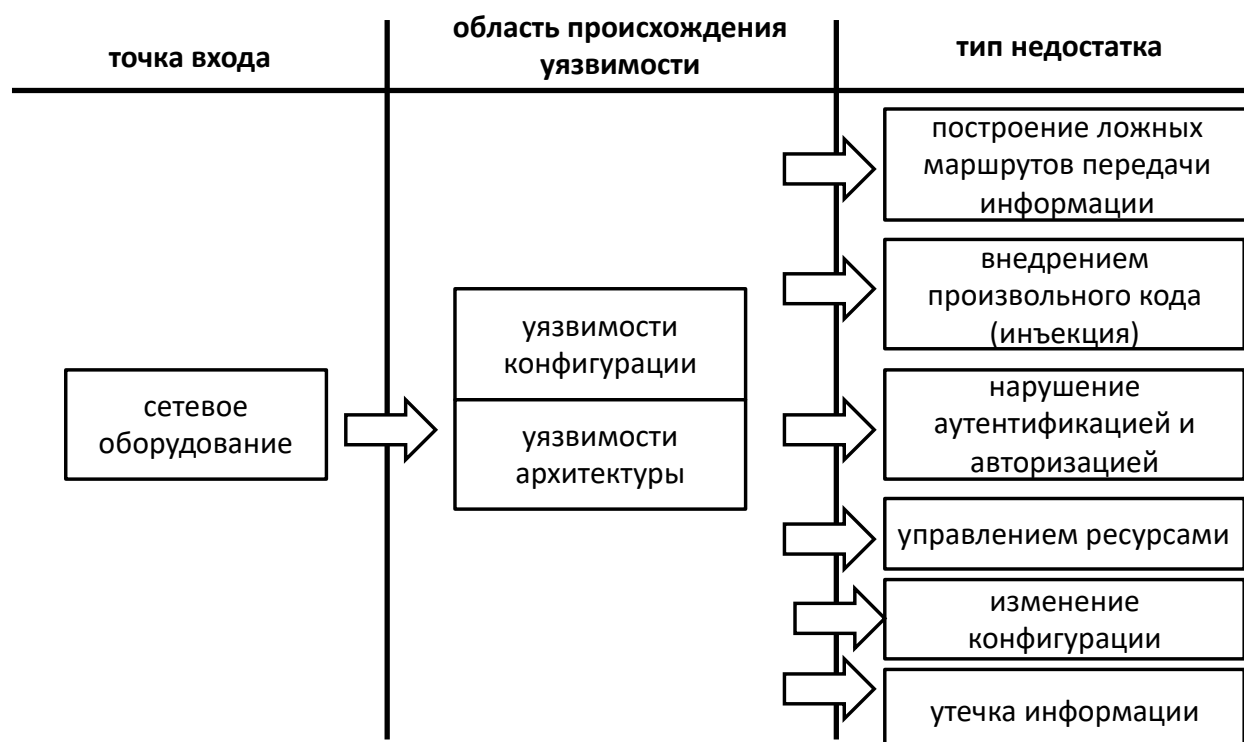 точка входа
область происхождения
уязвимости
тип недостатка
сетевое
оборудование
уязвимости
конфигурации
уязвимости
архитектуры
построение ложных
маршрутов передачи
информации
внедрением
произвольного кода
(инъекция)
нарушение
аутентификацией и
авторизацией
управлением ресурсами
изменение
конфигурации
утечка информации